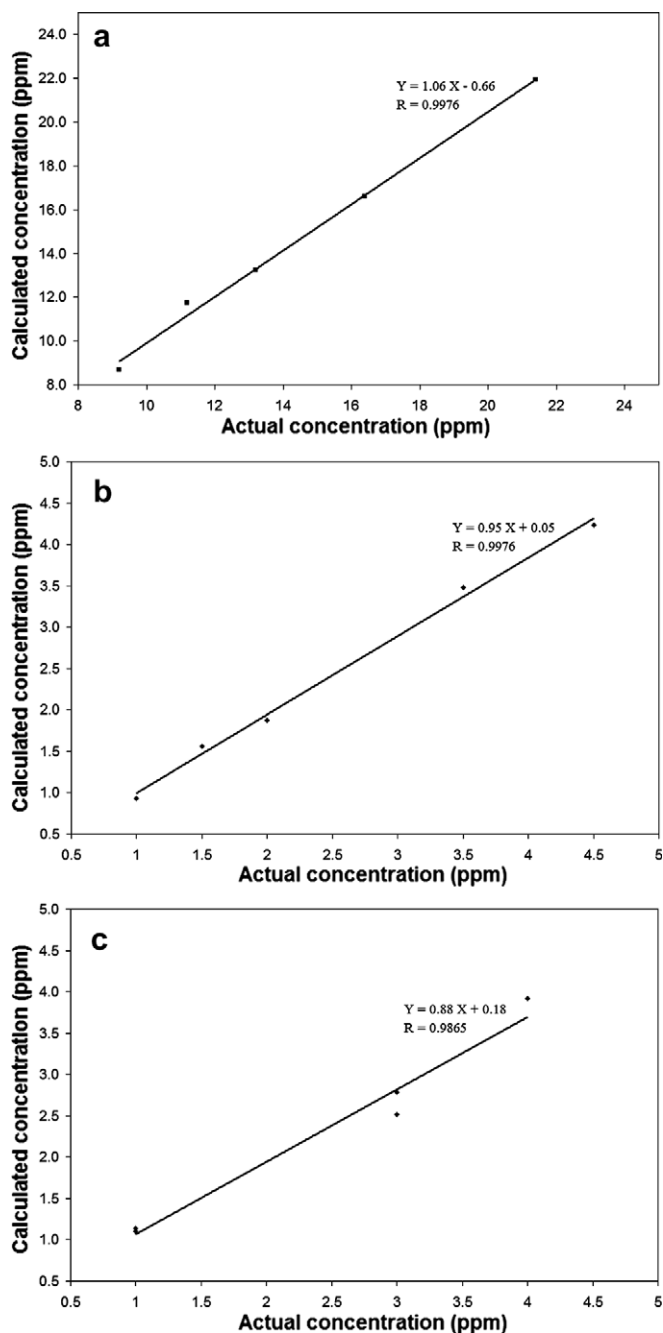 a
Calculated concentration (ppm)
24.0
22.0
20.0
18.0
16.0
14.0
12.0
10.0
8.0
Y = 1.06 X - 0.66
R = 0.9976
8 10 12 14 16 18 20 22 24
Actual concentration (ppm)
b
Calculated concentration (ppm)
5.0
4.5
4.0
3.5
3.0
2.5
2.0
1.5
1.0
0.5
Y = 0.95 X + 0.05
R = 0.9976
0.5 1 1.5 2 2.5 3 3.5 4 4.5 5
Actual concentration (ppm)
c
Calculated concentration (ppm)
5.0
4.5
4.0
3.5
3.0
2.5
2.0
1.5
1.0
0.5
Y = 0.88 X + 0.18
R = 0.9865
0.5 1 1.5 2 2.5 3 3.5 4 4.5 5
Actual concentration (ppm)